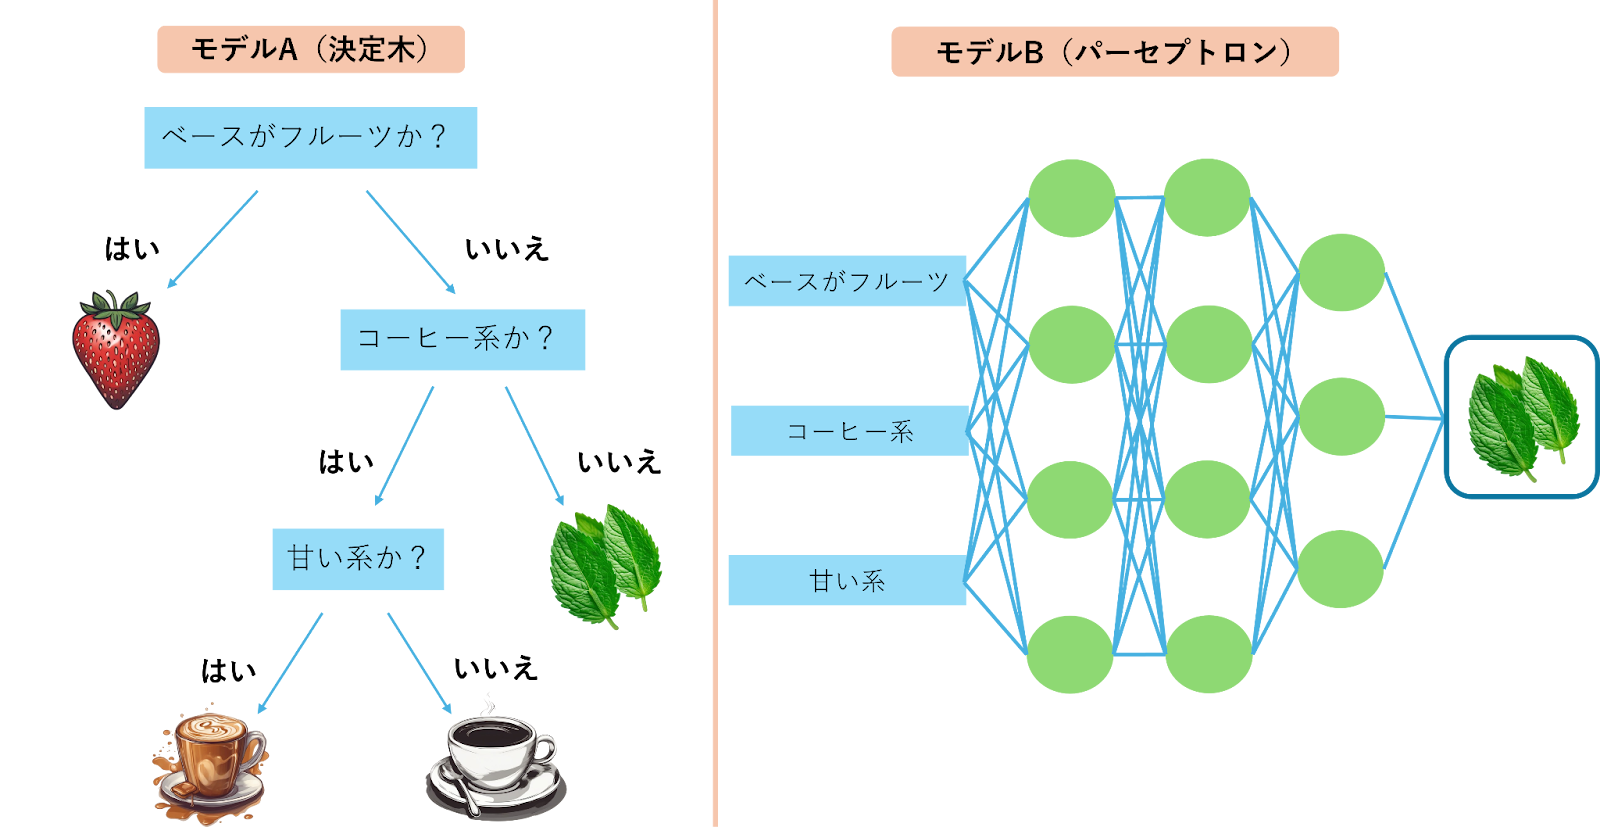 モデルA（決定木）
ベースがフルーツか？
はい
いいえ
コーヒー系か？
はい
いいえ
甘い系か？
はい
いいえ
モデルB（パーセプトロン）
ベースがフルーツ
コーヒー系
甘い系